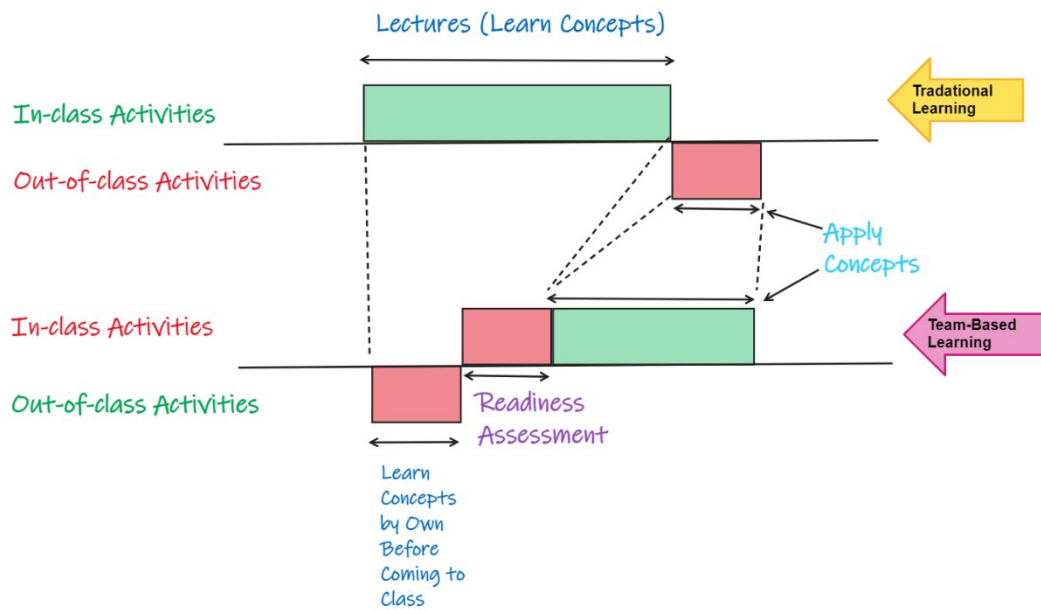 Lectures (Learn Concepts)
In-class Activities
Tradational
Learning
Out-of-class Activities
Apply
Concepts
In-class Activities
Team-Based
Learning
Out-of-class Activities
Readiness
Assessment
Learn
Concepts
by Own
Before
Coming to
Class